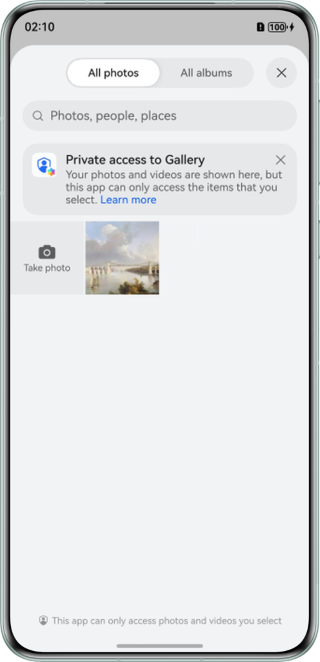 02:10
100
All photos
All albums
Photos, people, places
Private access to Gallery
Your photos and videos are shown here, but
this app can only access the items that you
select. Learn more
Take photo
This app can only access photos and videos you select